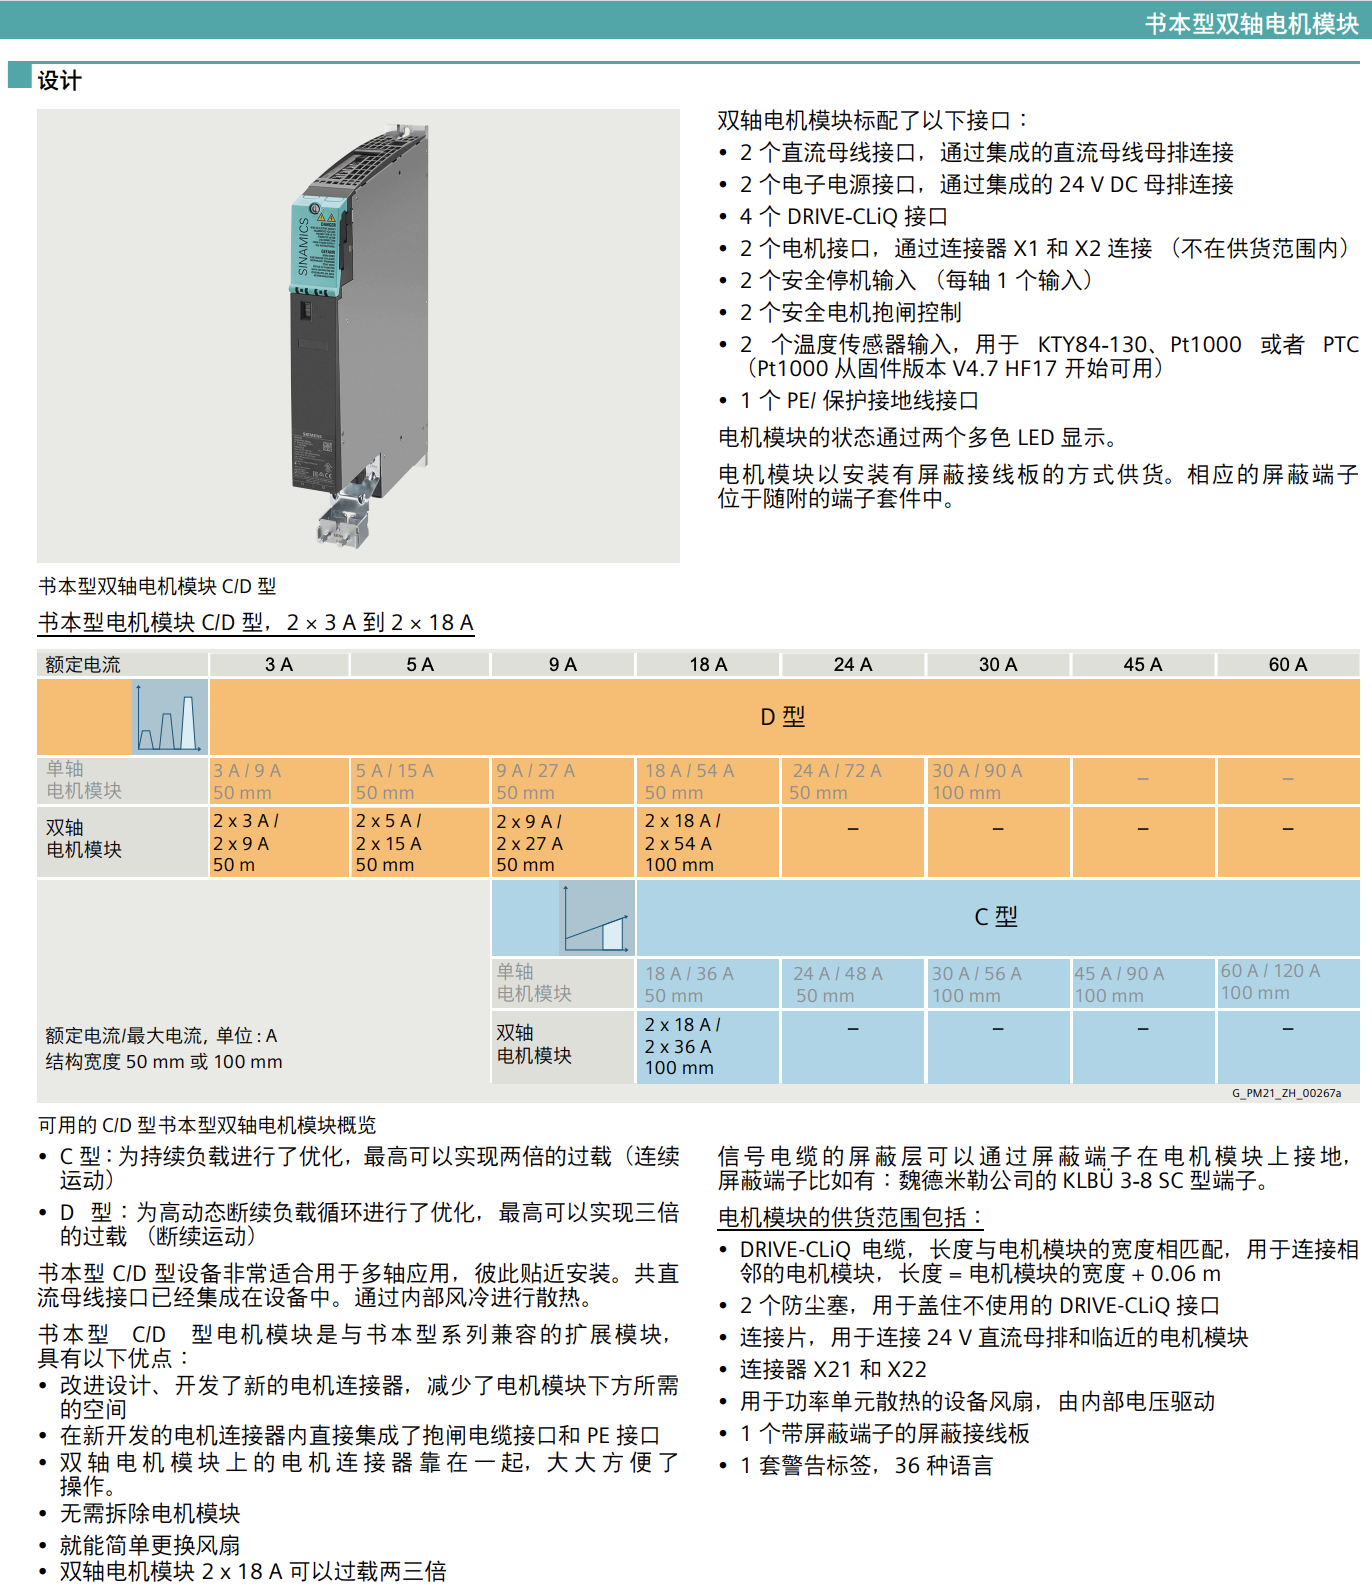 书本型双轴电机模块
设计
SINAMICS
SIEMENS
书本型双轴电机模块 C/D 型
双轴电机模块标配了以下接口：
• 2 个直流母线接口，通过集成的直流母线母排连接
• 2 个电子电源接口，通过集成的 24 V DC 母排连接
• 4 个 DRIVE-CLiQ 接口
• 2 个电机接口，通过连接器 X1 和 X2 连接 （不在供货范围内）
• 2 个安全停机输入 （每轴 1 个输入）
• 2 个安全电机抱闸控制
• 2 个温度传感器输入，用于 KTY84-130、Pt1000 或者 PTC
（Pt1000 从固件版本 V4.7 HF17 开始可用）
• 1 个 PE/ 保护接地线接口
电机模块的状态通过两个多色 LED 显示。
电机模块以安装有屏蔽接线板的方式供货。相应的屏蔽端子
位于随附的端子套件中。
书本型电机模块 C/D 型，2 × 3 A 到 2 × 18 A
额定电流 3 A 5 A 9 A 18 A 24 A 30 A 45 A 60 A
D 型
单轴
电机模块
3 A / 9 A
50 mm
5 A / 15 A
50 mm
9 A / 27 A
50 mm
18 A / 54 A
50 mm
24 A / 72 A
50 mm
30 A / 90 A
100 mm
–
–
双轴
电机模块
2 x 3 A /
2 x 9 A
50 m
2 x 5 A /
2 x 15 A
50 mm
2 x 9 A /
2 x 27 A
50 mm
2 x 18 A /
2 x 54 A
100 mm
–
–
–
–
C 型
单轴
电机模块
18 A / 36 A
50 mm
24 A / 48 A
50 mm
30 A / 56 A
100 mm
45 A / 90 A
100 mm
60 A / 120 A
100 mm
双轴
电机模块
2 x 18 A /
2 x 36 A
100 mm
–
–
–
–
额定电流/最大电流, 单位 : A
结构宽度 50 mm 或 100 mm
G_PM21_ZH_00267a
可用的 C/D 型书本型双轴电机模块概览
• C 型：为持续负载进行了优化，最高可以实现两倍的过载（连续
运动）
• D 型：为高动态断续负载循环进行了优化，最高可以实现三倍
的过载 （断续运动）
书本型 C/D 型设备非常适合用于多轴应用，彼此贴近安装。共直
流母线接口已经集成在设备中。通过内部风冷进行散热。
书本型 C/D 型电机模块是与书本型系列兼容的扩展模块，
具有以下优点：
• 改进设计、开发了新的电机连接器，减少了电机模块下方所需
的空间
• 在新开发的电机连接器内直接集成了抱闸电缆接口和 PE 接口
• 双轴电机模块上的电机连接器靠在一起，大大方便了
操作。
• 无需拆除电机模块
• 就能简单更换风扇
• 双轴电机模块 2 x 18 A 可以过载两三倍
信号电缆的屏蔽层可以通过屏蔽端子在电机模块上接地，
屏蔽端子比如有：魏德米勒公司的 KLBÜ 3-8 SC 型端子。
电机模块的供货范围包括：
• DRIVE-CLiQ 电缆，长度与电机模块的宽度相匹配，用于连接相
邻的电机模块，长度 = 电机模块的宽度 + 0.06 m
• 2 个防尘塞，用于盖住不使用的 DRIVE-CLiQ 接口
• 连接片，用于连接 24 V 直流母排和临近的电机模块
• 连接器 X21 和 X22
• 用于功率单元散热的设备风扇，由内部电压驱动
• 1 个带屏蔽端子的屏蔽接线板
• 1 套警告标签，36 种语言